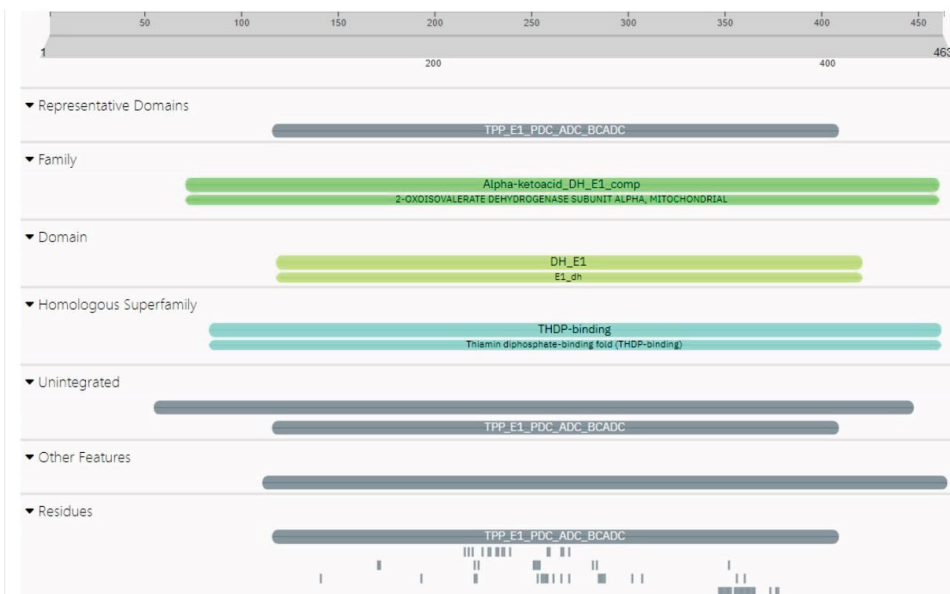 50 100 150 200 250 300 350 400 450
1 463
200 400
Representative Domains
TPP_E1_PDC_ADC_BCADC
Family
Alpha-ketoacid_DH_E1_comp
2-OXOISOVALERATE DEHYDROGENASE SUBUNIT ALPHA, MITOCHONDRIAL
Domain
DH_E1
E1_dh
Homologous Superfamily
THDP-binding
Thiamin diphosphate-binding fold (THDP-binding)
Unintegrated
TPP_E1_PDC_ADC_BCADC
Other Features
Residues
TPP_E1_PDC_ADC_BCADC